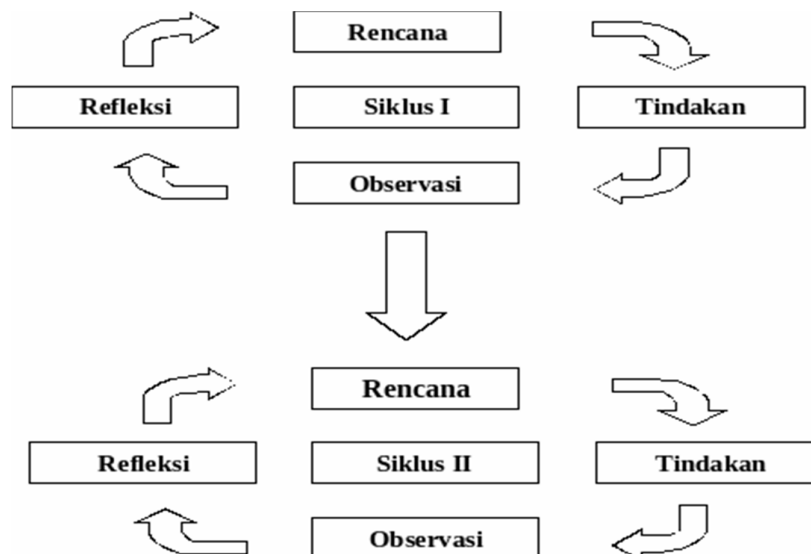 Rencana
Refleksi
Siklus I
Tindakan
Observasi
Rencana
Refleksi
Siklus II
Tindakan
Observasi